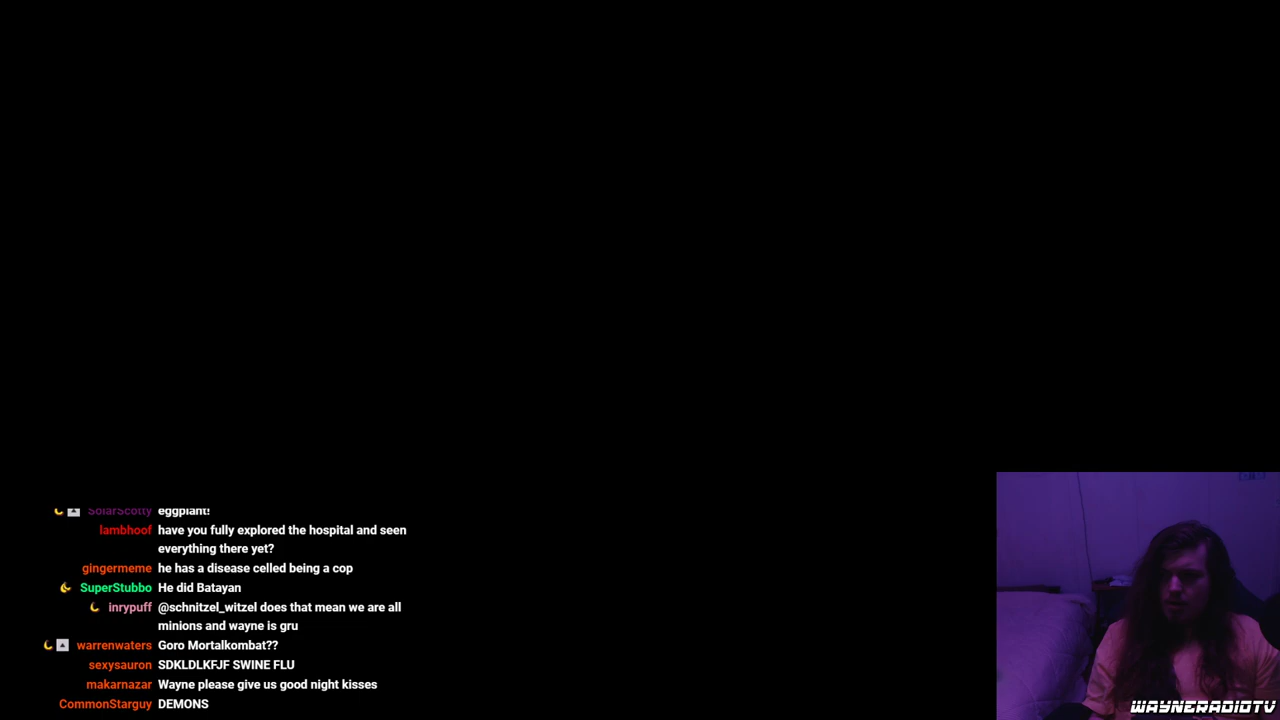 SolarScotty eggplant!
lambhoof have you fully explored the hospital and seen
everything there yet?
gingermeme he has a disease celled being a cop
SuperStubbo He did Batayan
inrypuff @schnitzel_witzel does that mean we are all
minions and wayne is gru
warrenwaters Goro Mortalkombat??
sexysauron SDKLDLKFJF SWINE FLU
makarnazar Wayne please give us good night kisses
CommonStarguy DEMONS
WAYNERADIOTV